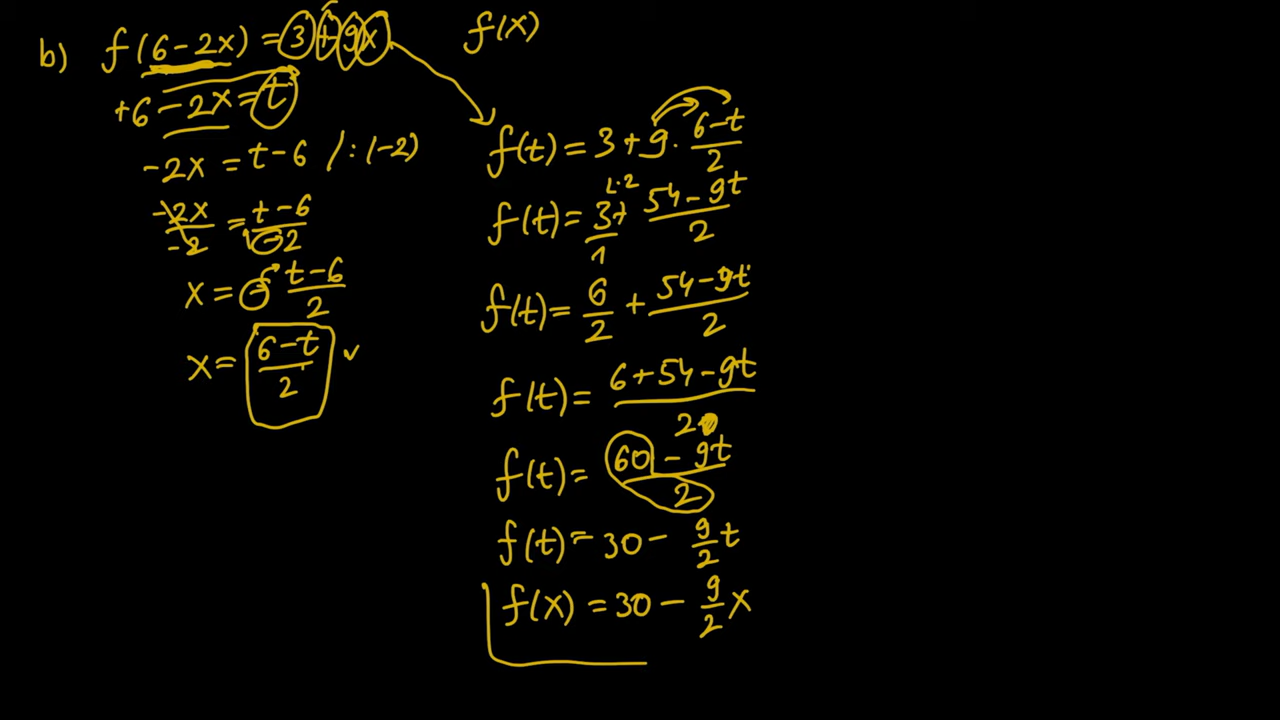 b) f(6-2x) = 3+9x
f(x)
+6-2x=t
-2x = t-6 /:(-2)
-2x/-2 = t-6/-2
x = - t-6/2
x = 6-t/2 ✓
f(t) = 3+9· 6-t/2
f(t) = 3/1 + 54-9t/2
L·2
f(t) = 6/2 + 54-9t/2
f(t) = 6+54-9t/2
f(t) = 60-9t/2
f(t) = 30 - 9/2 t
f(x) = 30 - 9/2 x